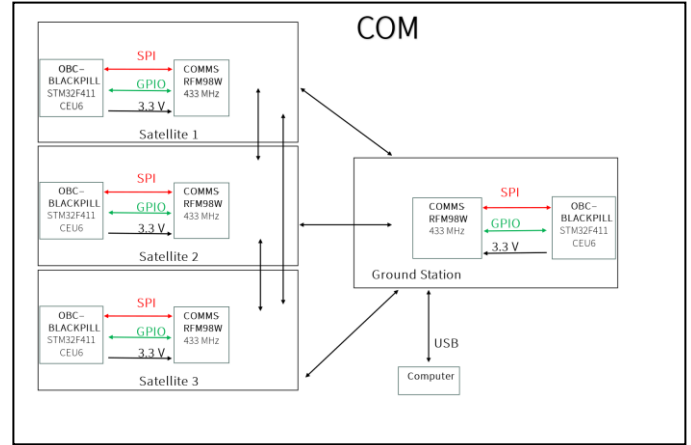 COM
SPI
OBC-
BLACKPILL
STM32F411
CEU6
GPIO
3.3 V
COMMS
RFM98W
433 MHz
Satellite 1
SPI
OBC-
BLACKPILL
STM32F411
CEU6
GPIO
3.3 V
COMMS
RFM98W
433 MHz
Satellite 2
SPI
OBC-
BLACKPILL
STM32F411
CEU6
GPIO
3.3 V
COMMS
RFM98W
433 MHz
Satellite 3
COMMS
RFM98W
433 MHz
SPI
GPIO
3.3 V
OBC-
BLACKPILL
STM32F411
CEU6
Ground Station
USB
Computer